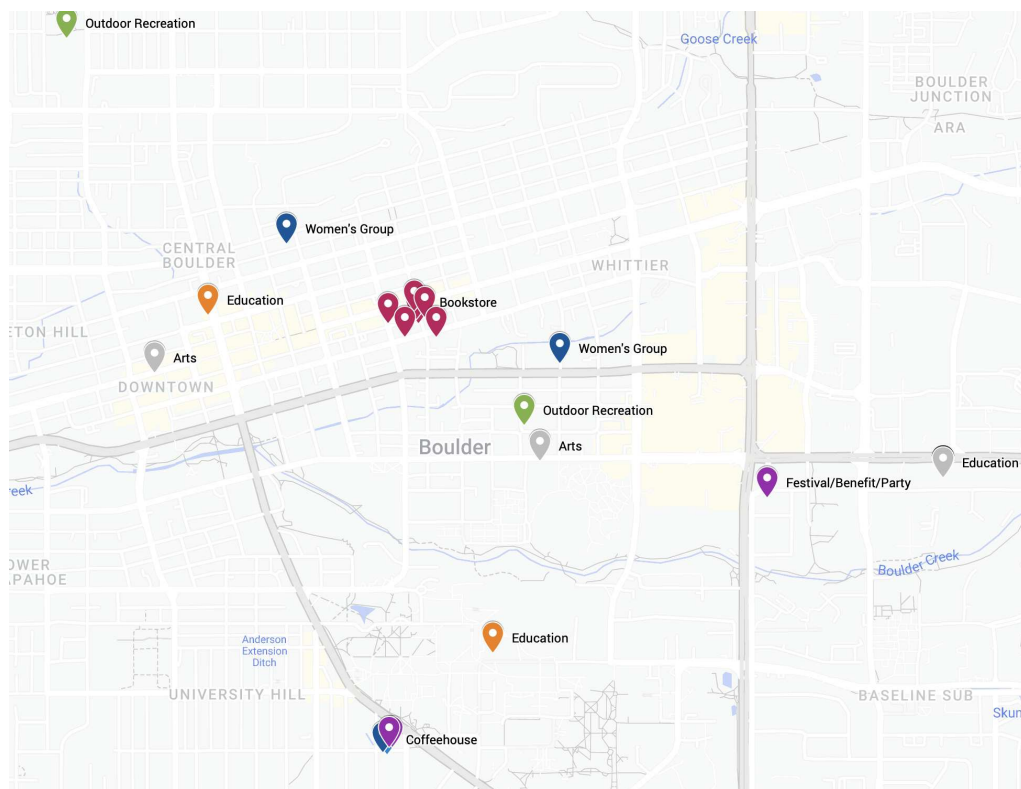 Outdoor Recreation
Goose Creek
BOULDER
JUNCTION
ARA
Women's Group
CENTRAL
BOULDER
WHITTIER
Education
Bookstore
ETON HILL
Women's Group
Arts
DOWNTOWN
Outdoor Recreation
Boulder
Arts
Education
Festival/Benefit/Party
reek
OWER
APAHOE
Boulder Creek
Education
Anderson
Extension
Ditch
UNIVERSITY HILL
BASELINE SUB
Skun
Coffeehouse